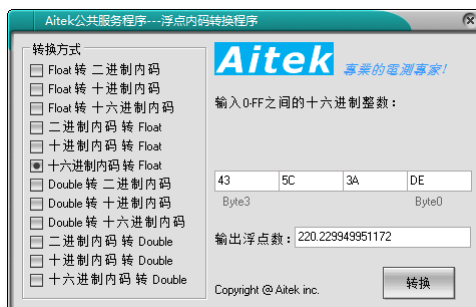 Aitek公共服务程序---浮点内码转换程序
转换方式
Float 转 二进制内码
Float 转 十进制内码
Float 转 十六进制内码
二进制内码 转 Float
十进制内码 转 Float
十六进制内码 转 Float
Double 转 二进制内码
Double 转 十进制内码
Double 转 十六进制内码
二进制内码 转 Double
十进制内码 转 Double
十六进制内码 转 Double
Aitek 專業的電測專家!
输入0-FF之间的十六进制整数：
43 5C 3A DE
Byte3 Byte0
输出浮点数：220.229949951172
Copyright @ Aitek inc. 转换